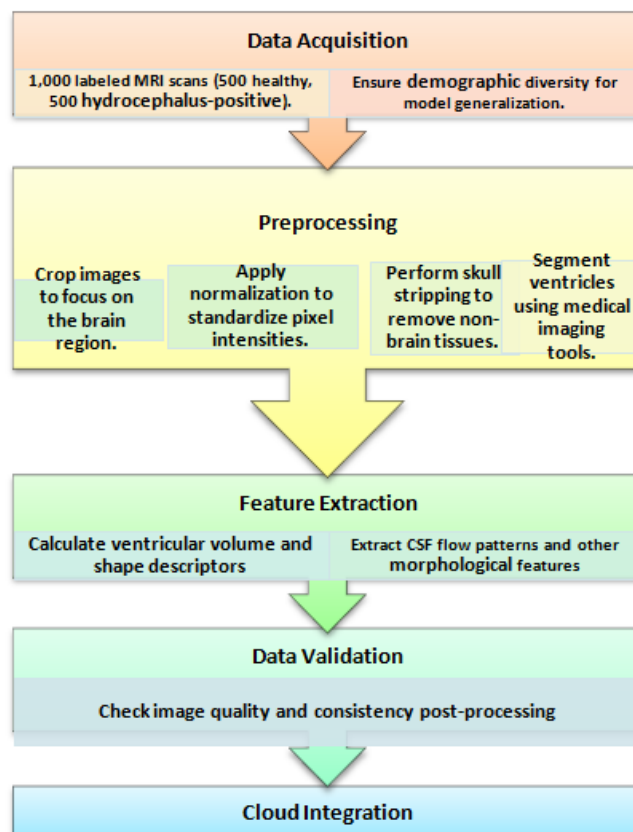 Data Acquisition
1,000 labeled MRI scans (500 healthy,
500 hydrocephalus-positive).
Ensure demographic diversity for
model generalization.
Preprocessing
Crop images
to focus on
the brain
region.
Apply
normalization to
standardize pixel
intensities.
Perform skull
stripping to
remove non-
brain tissues.
Segment
ventricles
using medical
imaging
tools.
Feature Extraction
Calculate ventricular volume and
shape descriptors
Extract CSF flow patterns and other
morphological features
Data Validation
Check image quality and consistency post-processing
Cloud Integration